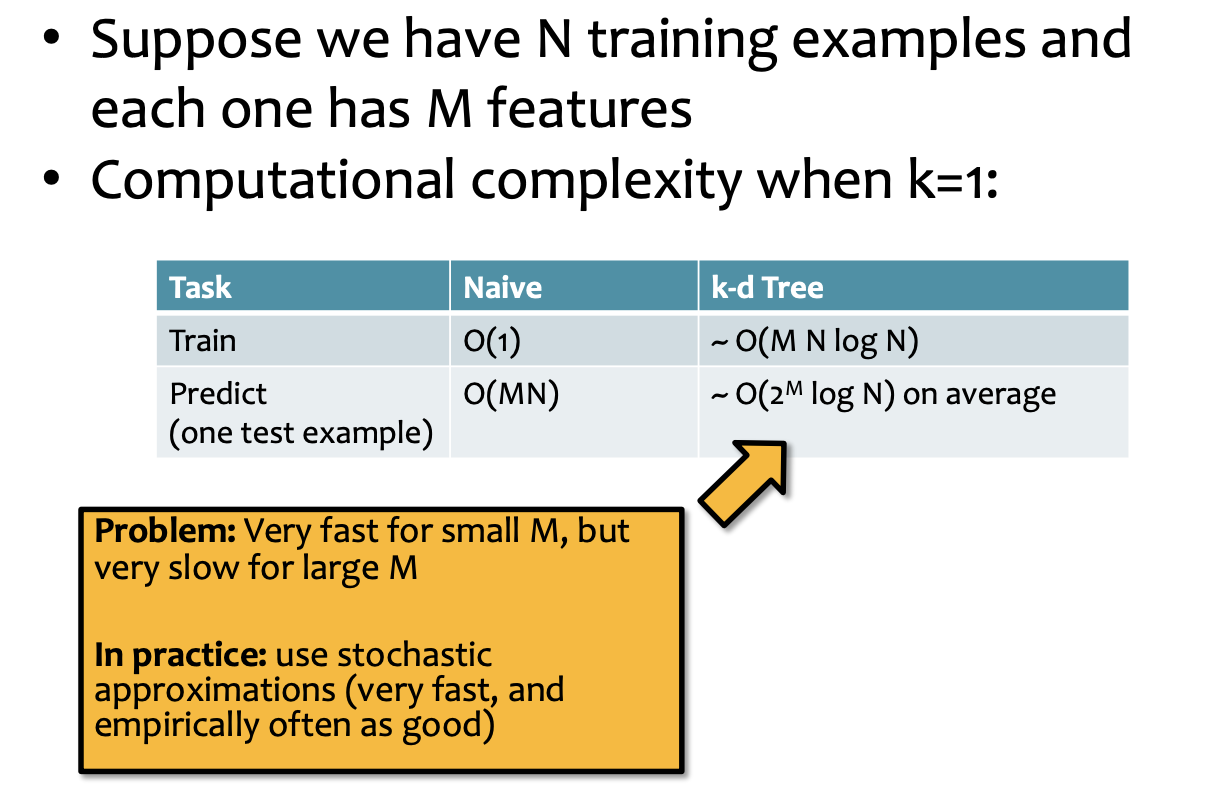 • Suppose we have N training examples and
each one has M features
• Computational complexity when k=1:
Task Naive k-d Tree
Train O(1) ~ O(M N log N)
Predict O(MN) ~ O(2^M log N) on average
(one test example)
Problem: Very fast for small M, but
very slow for large M
In practice: use stochastic
approximations (very fast, and
empirically often as good)